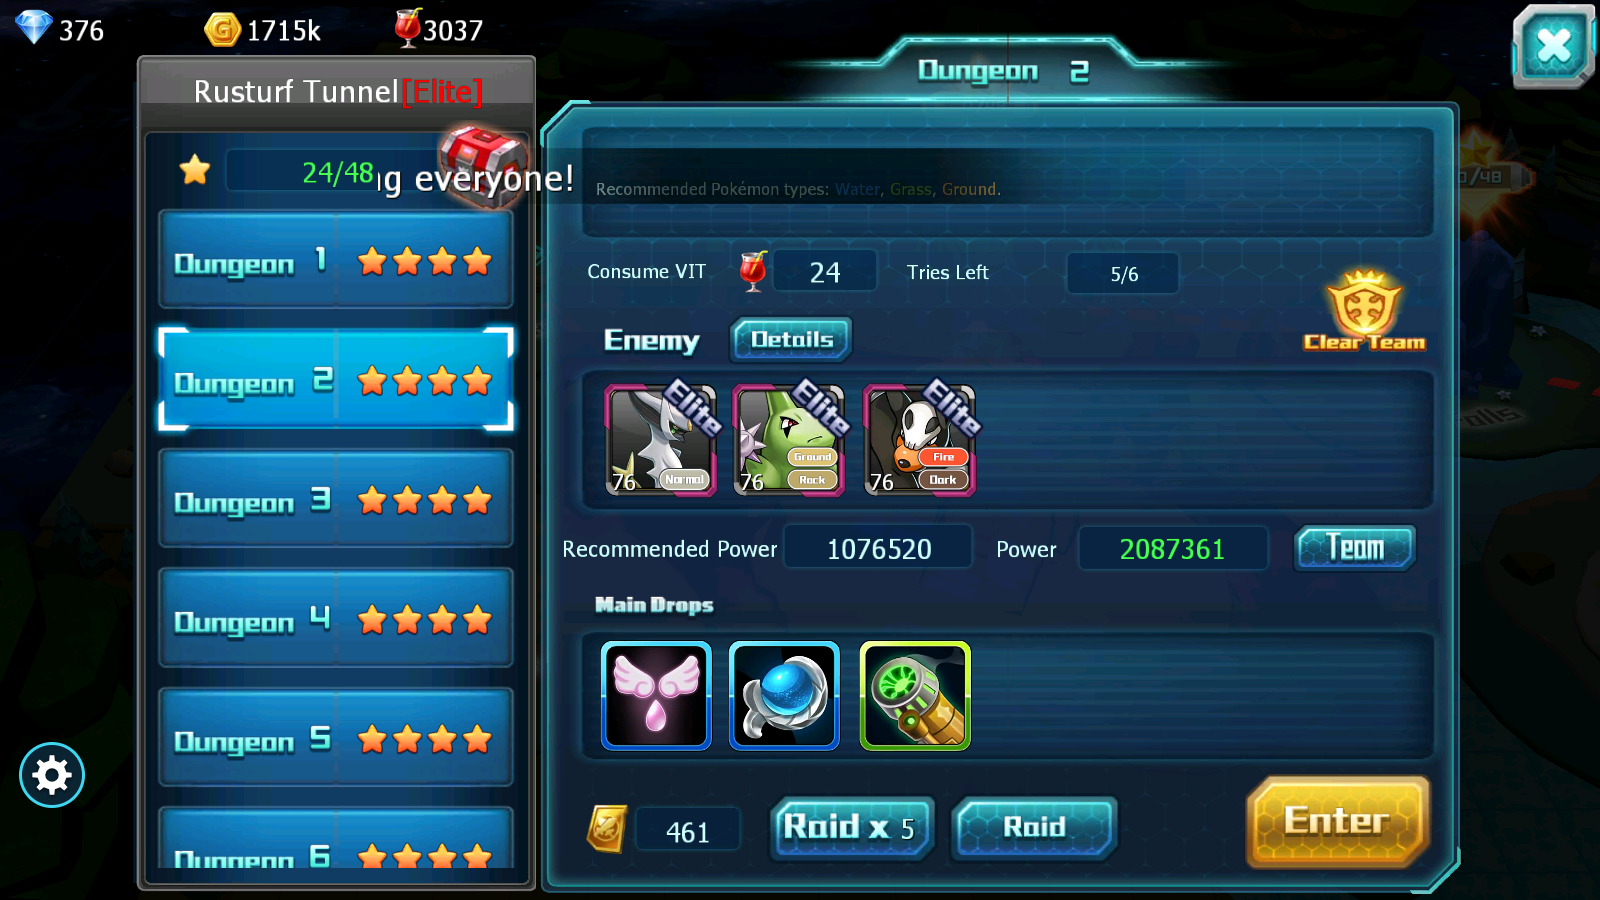 376
1715k
3037
Rusturf Tunnel[Elite]
24/48
g everyone!
Dungeon 1
Dungeon 2
Dungeon 3
Dungeon 4
Dungeon 5
Dungeon 6
Dungeon 2
Recommended Pokémon types: Water, Grass, Ground.
Consume VIT 24 Tries Left 5/6
Clear Team
Enemy Details
Elite 76 Normal
Elite 76 Ground Rock
Elite 76 Fire Dark
Recommended Power 1076520 Power 2087361 Team
Main Drops
461 Raid x 5 Raid Enter